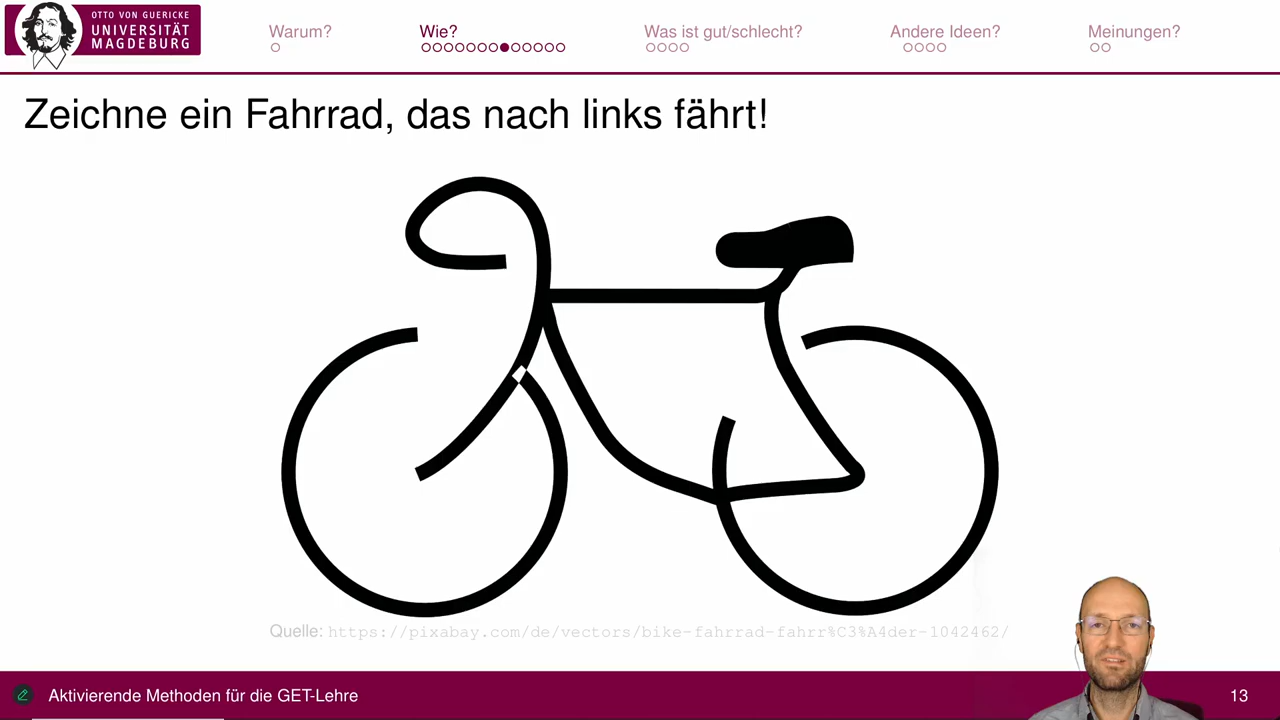 OTTO VON GUERICKE
UNIVERSITÄT
MAGDEBURG
Warum?
Wie?
Was ist gut/schlecht?
Andere Ideen?
Meinungen?
Zeichne ein Fahrrad, das nach links fährt!
Quelle: https://pixabay.com/de/vectors/bike-fahrrad-fahrr%C3%A4der-1042462/
Aktivierende Methoden für die GET-Lehre
13